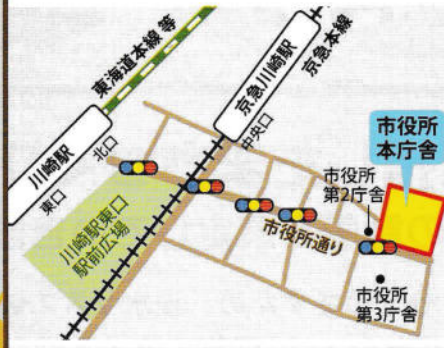 東海道本線 等
京急本線
京急川崎駅
川崎駅
北口
東口
中央口
市役所
本庁舎
市役所
第2庁舎
川崎駅東口
駅前広場
市役所通り
市役所
第3庁舎